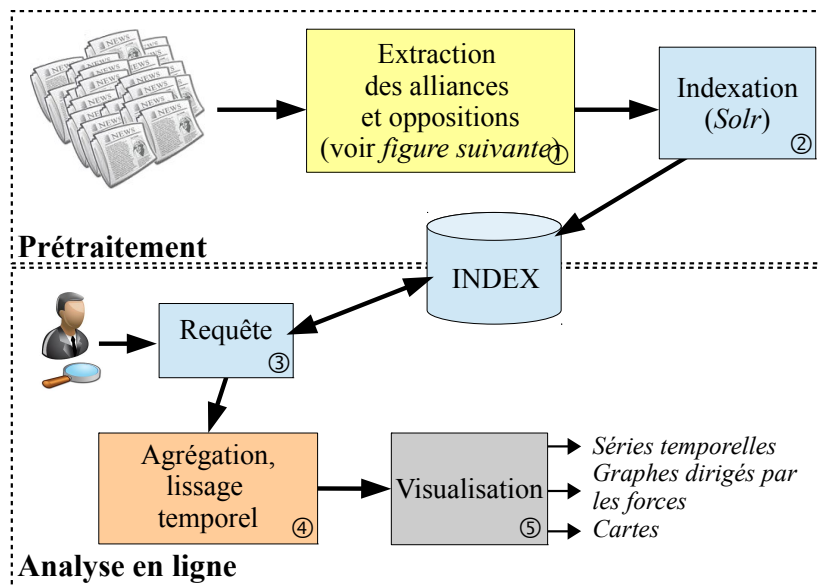 NEWS
Extraction
des alliances
et oppositions
(voir figure suivante)
①
Indexation
(Solr)
②
Prétraitement
INDEX
Requête
③
Agrégation,
lissage
temporel
④
Visualisation
⑤
Séries temporelles
Graphes dirigés par
les forces
Cartes
Analyse en ligne